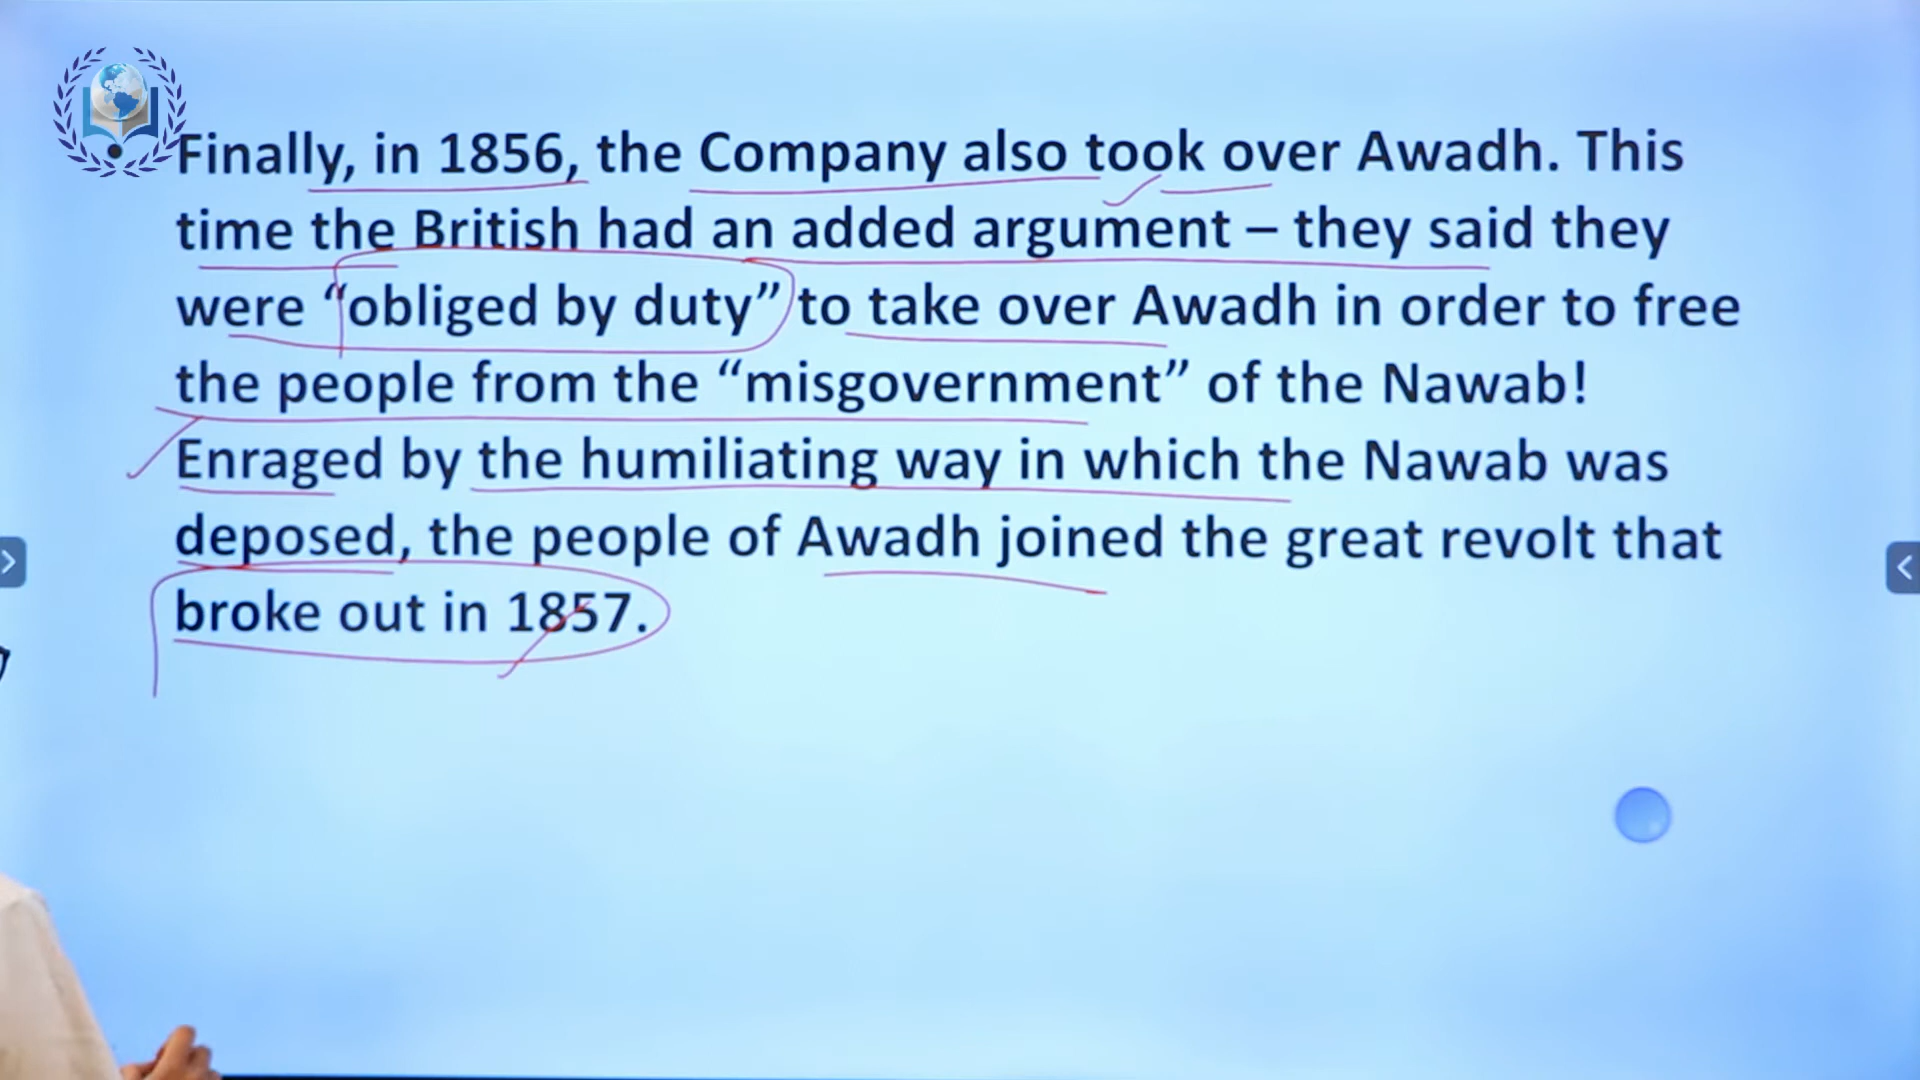 Finally, in 1856, the Company also took over Awadh. This
time the British had an added argument – they said they
were “obliged by duty” to take over Awadh in order to free
the people from the “misgovernment” of the Nawab!
Enraged by the humiliating way in which the Nawab was
deposed, the people of Awadh joined the great revolt that
broke out in 1857.